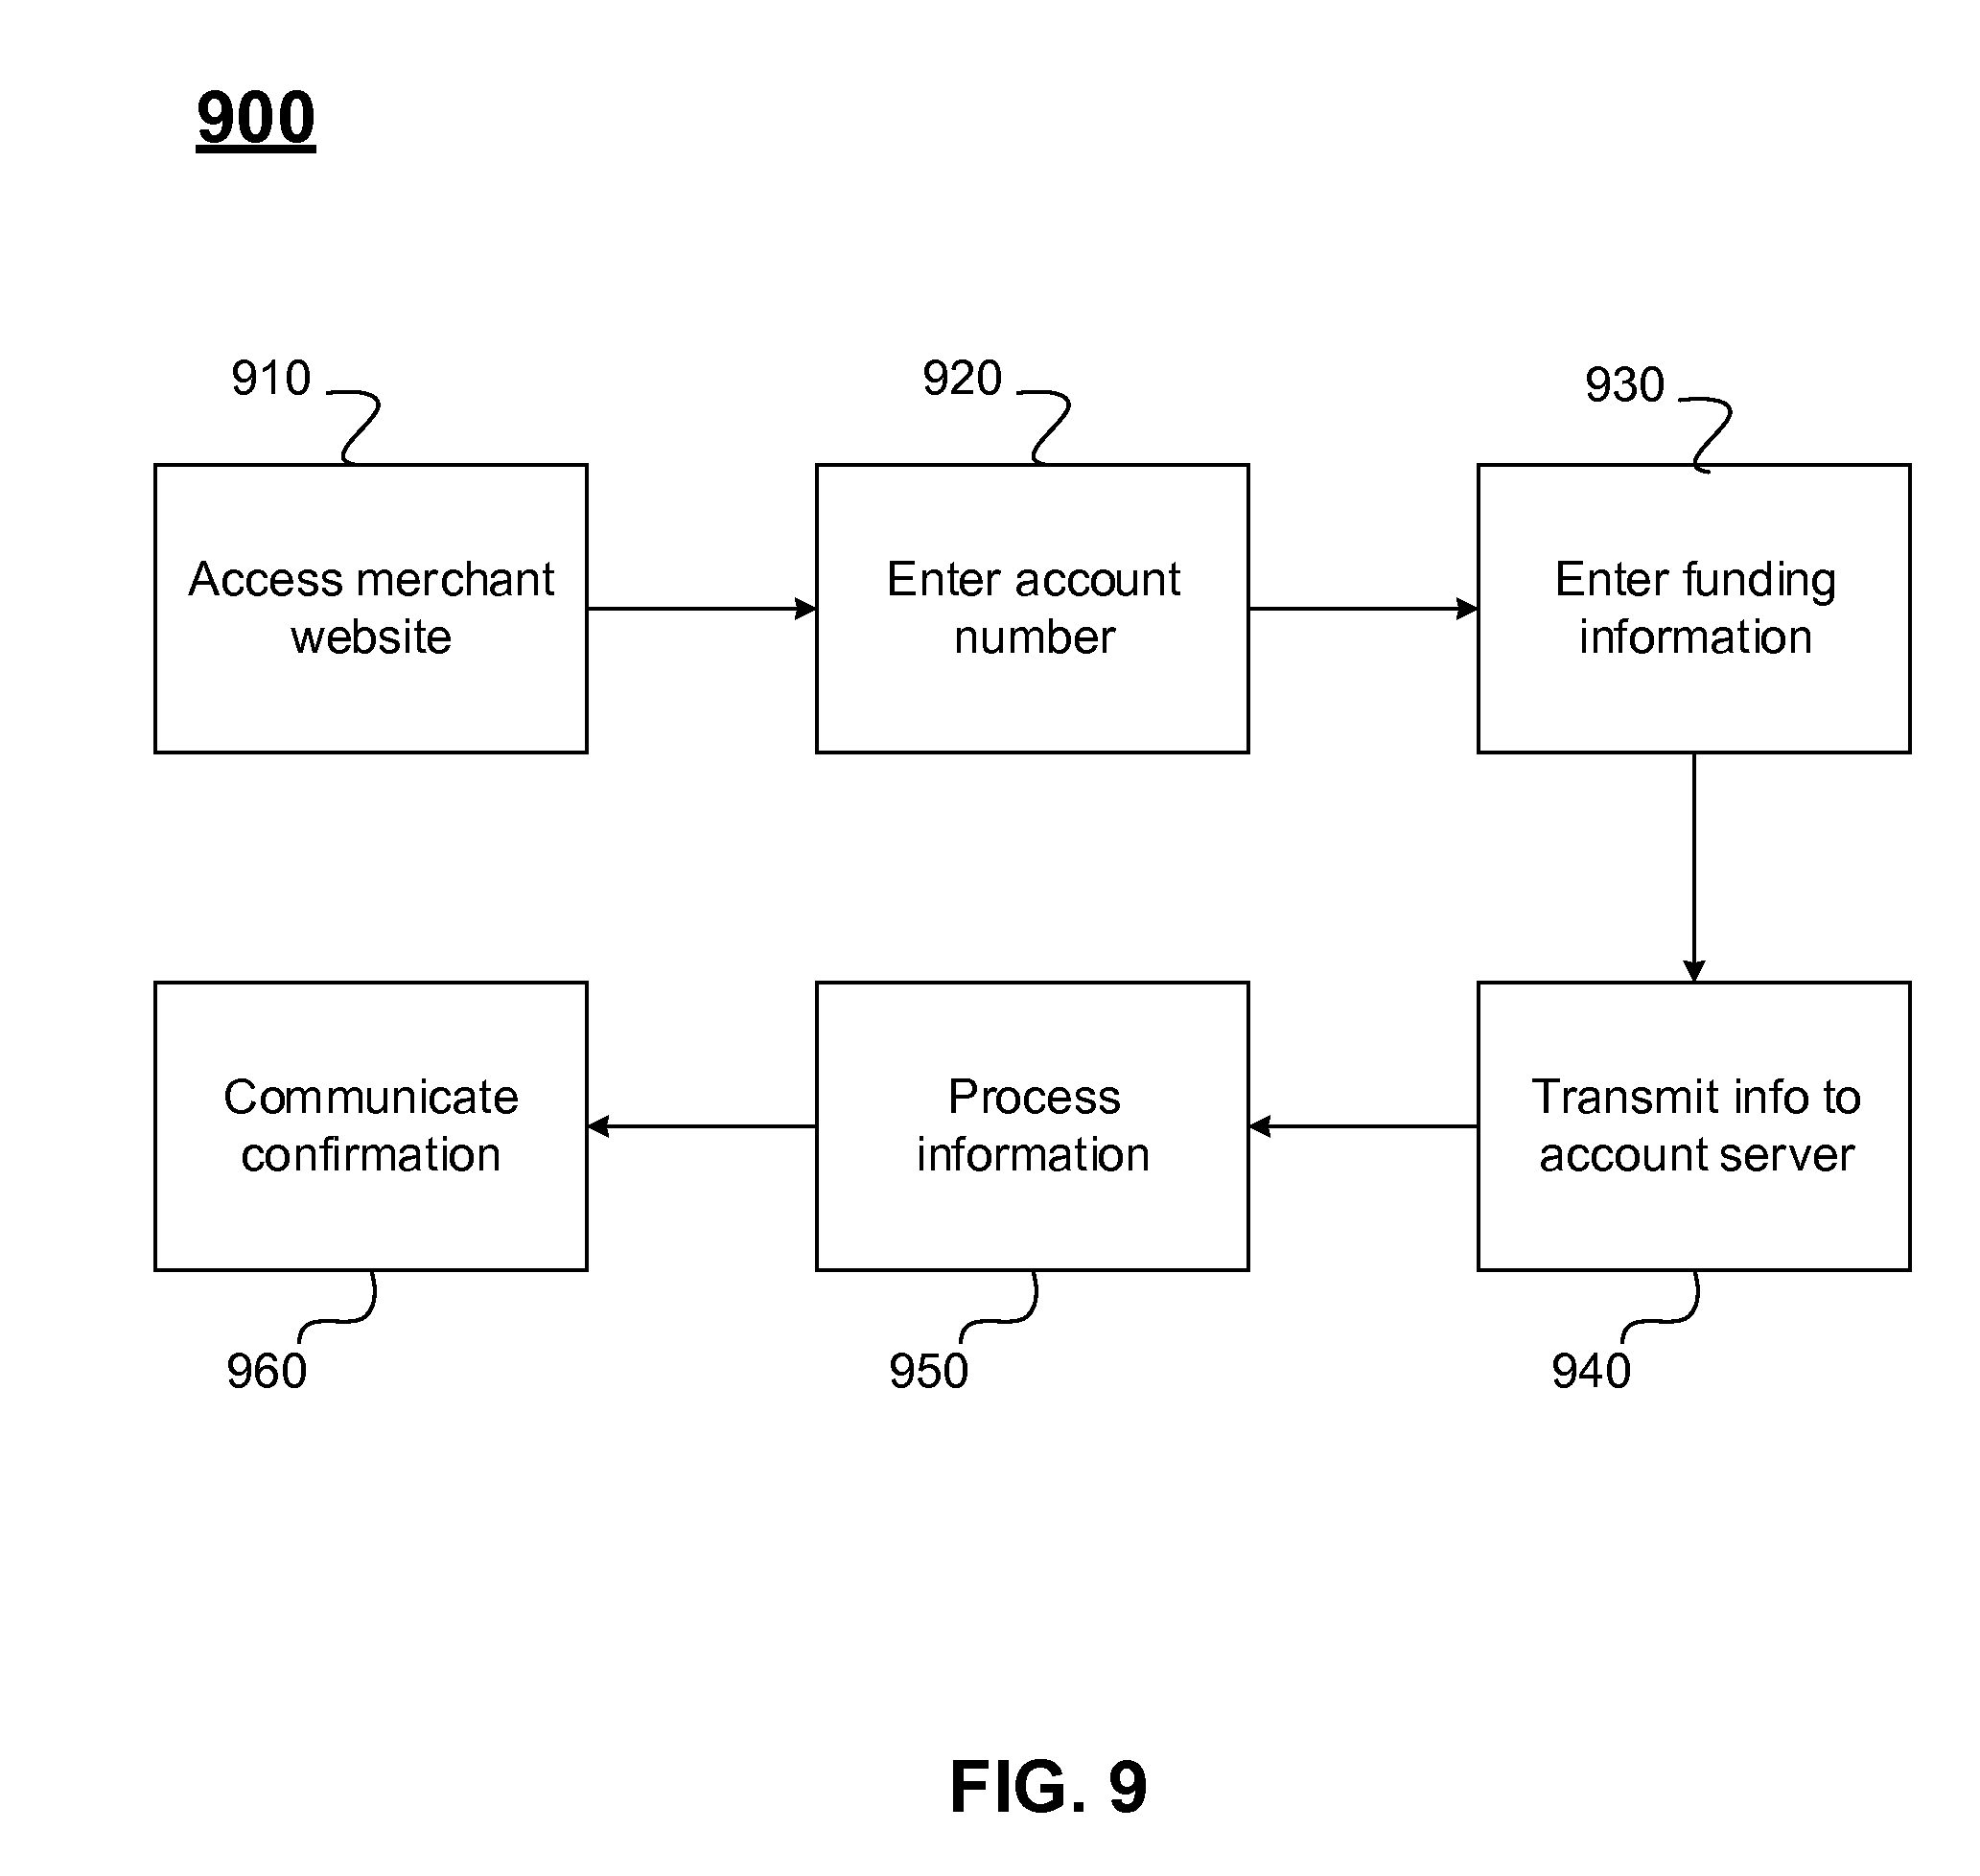 900
910
920
930
Access merchant
website
Enter account
number
Enter funding
information
Communicate
confirmation
Process
information
Transmit info to
account server
960
950
940
FIG. 9